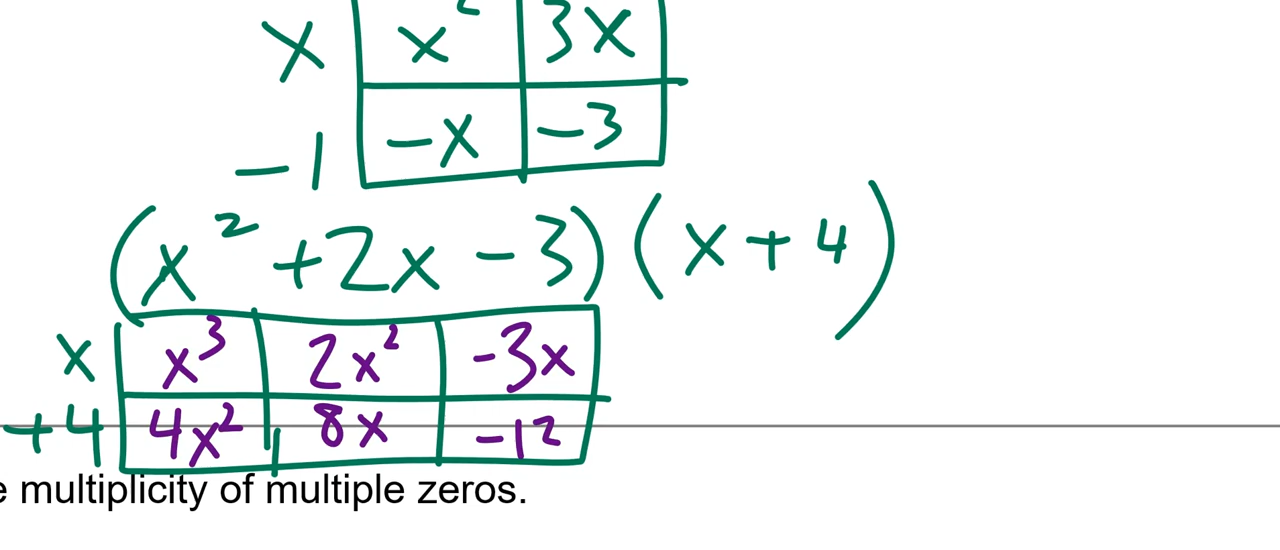 x x² 3x
-1 -x -3
(x² +2x -3)(x+4)
x x³ 2x² -3x
+4 4x² 8x -12
multiplicity of multiple zeros.